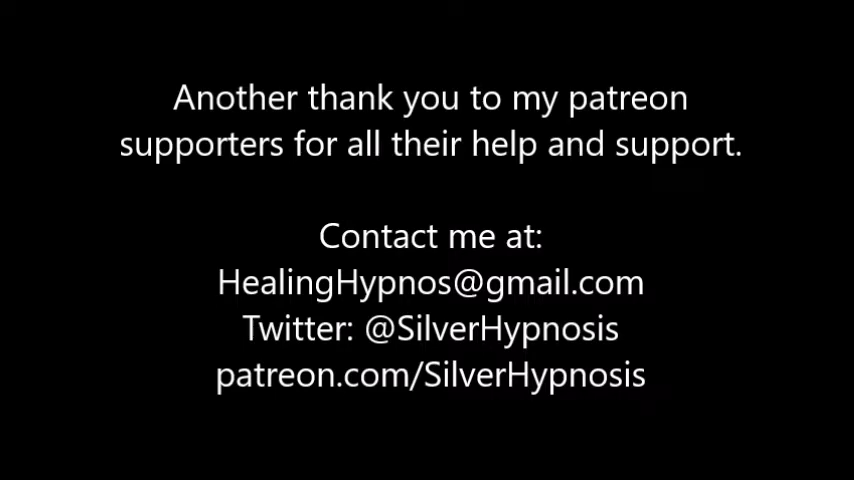 Another thank you to my patreon
supporters for all their help and support.
Contact me at:
HealingHypnos@gmail.com
Twitter: @SilverHypnosis
patreon.com/SilverHypnosis